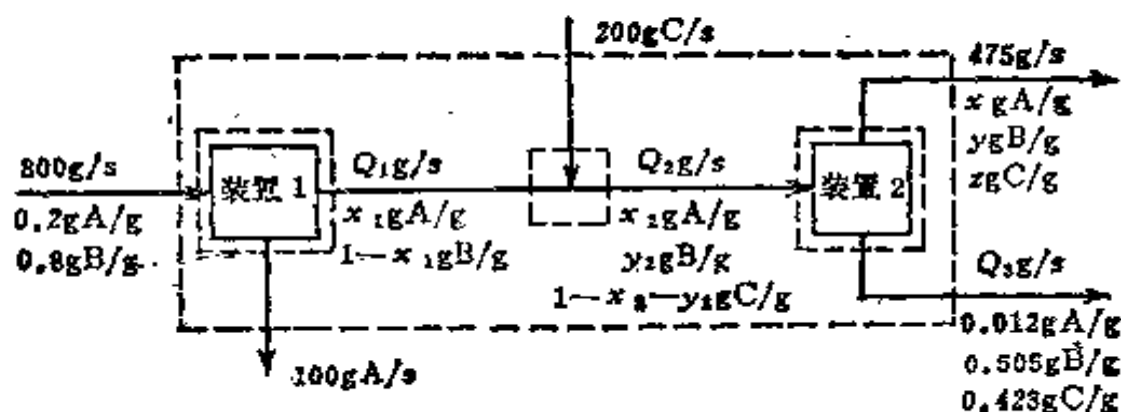 200gC/s
475g/s
x gA/g
ygB/g
zgC/g
800g/s
0.2gA/g
0.8gB/g
装置 1
Q₁g/s
x₁gA/g
1−x₁gB/g
Q₂g/s
x₂gA/g
y₂gB/g
1−x₂−y₂gC/g
装置 2
Q₃g/s
0.012gA/g
0.505gB/g
0.423gC/g
100gA/s